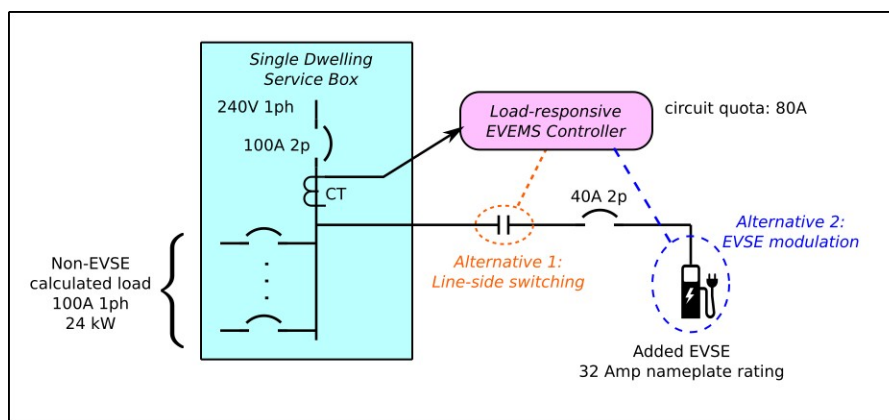 Single Dwelling
Service Box
240V 1ph
100A 2p
CT
Load-responsive
EVEMS Controller
circuit quota: 80A
40A 2p
Alternative 1:
Line-side switching
Alternative 2:
EVSE modulation
Non-EVSE
calculated load
100A 1ph
24 kW
Added EVSE
32 Amp nameplate rating